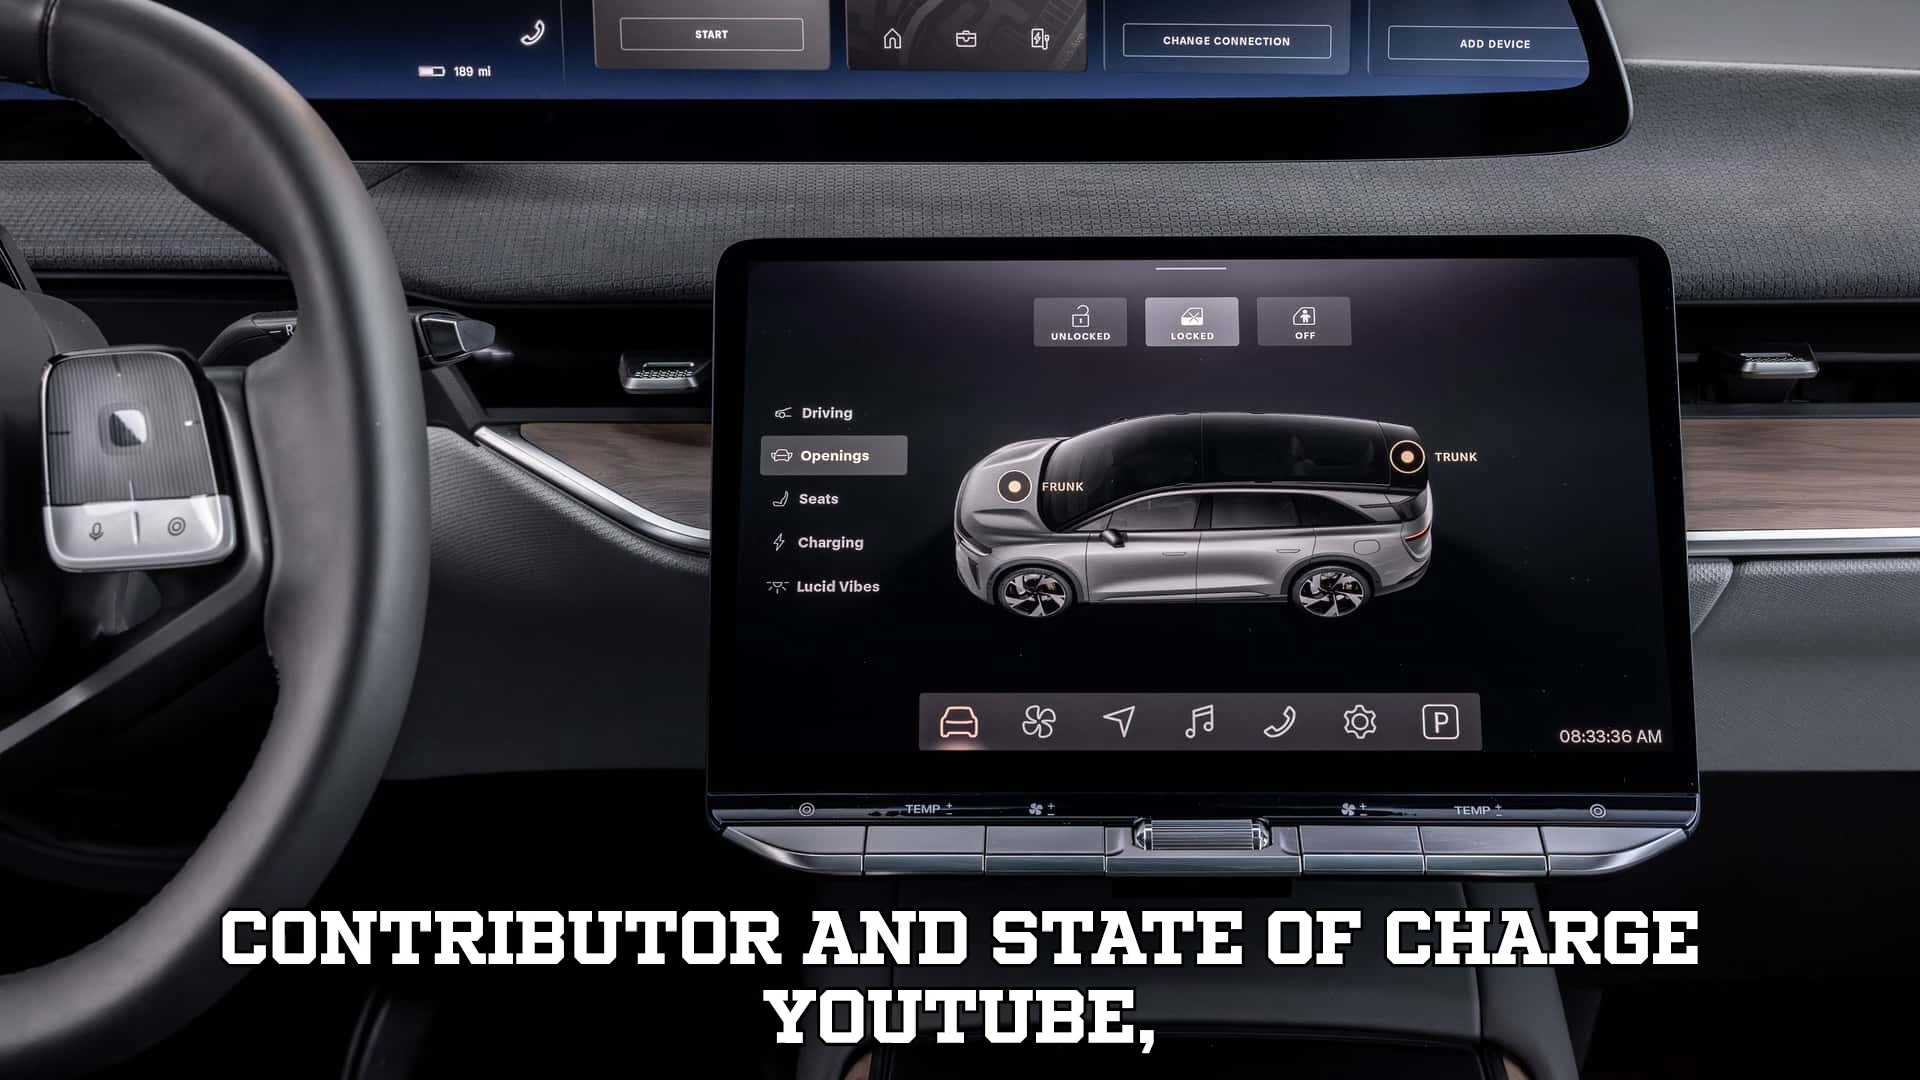 START
CHANGE CONNECTION
ADD DEVICE
189 mi
R
UNLOCKED
LOCKED
OFF
Driving
Openings
Seats
Charging
Lucid Vibes
FRUNK
TRUNK
P
08:33:36 AM
TEMP + -
+ -
+ -
TEMP + -
CONTRIBUTOR AND STATE OF CHARGE
YOUTUBE,